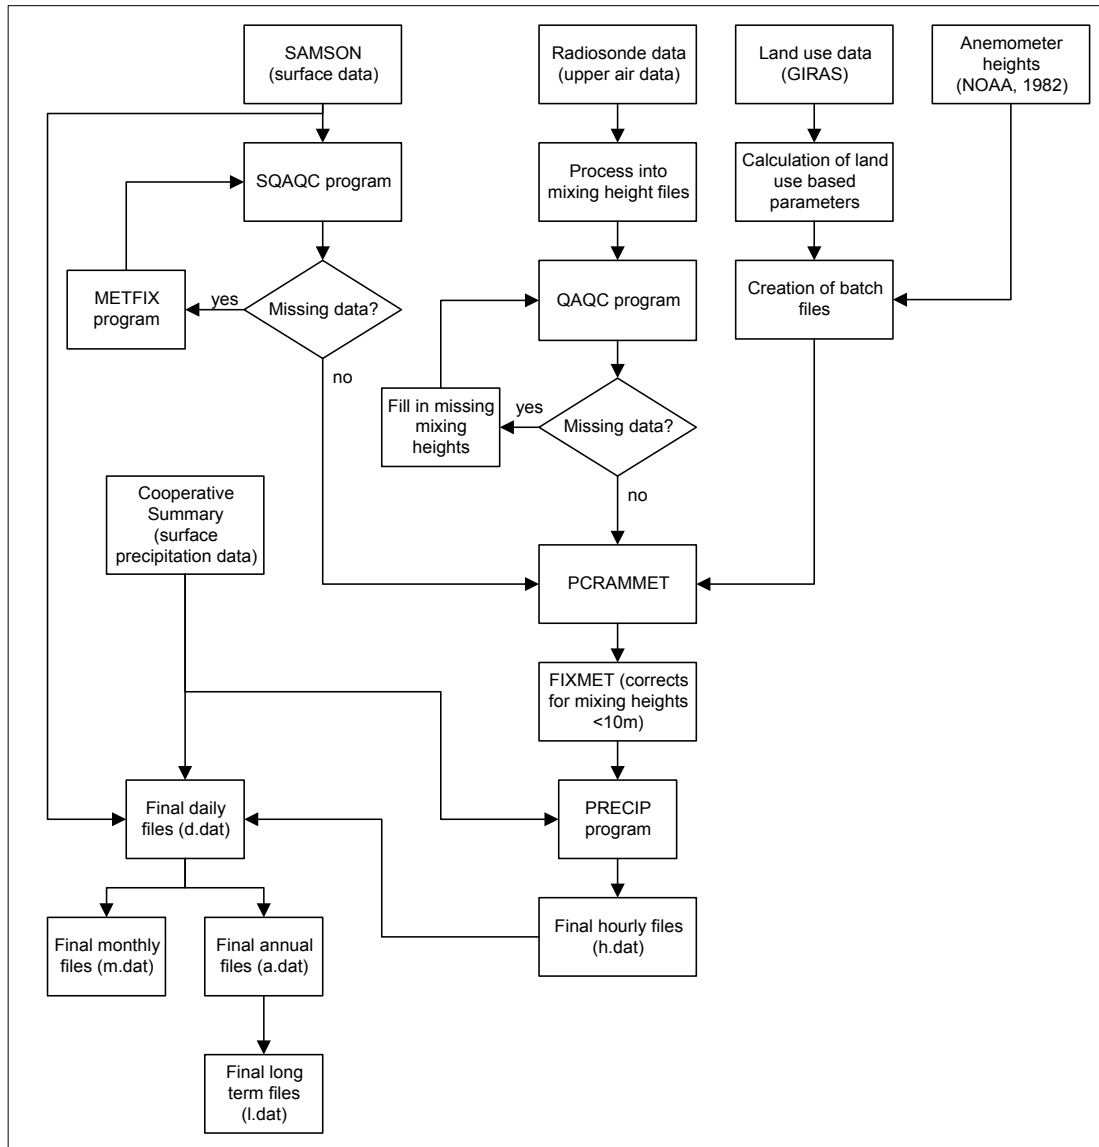 SAMSON
(surface data)
Radiosonde data
(upper air data)
Land use data
(GIRAS)
Anemometer
heights
(NOAA, 1982)
SQAQC program
Process into
mixing height files
Calculation of land
use based
parameters
METFIX
program
yes
Missing data?
no
QAQC program
Creation of batch
files
Fill in missing
mixing
heights
yes
Missing data?
no
Cooperative
Summary
(surface
precipitation data)
PCRAMMET
FIXMET (corrects
for mixing heights
<10m)
Final daily
files (d.dat)
PRECIP
program
Final monthly
files (m.dat)
Final annual
files (a.dat)
Final hourly files
(h.dat)
Final long
term files
(l.dat)